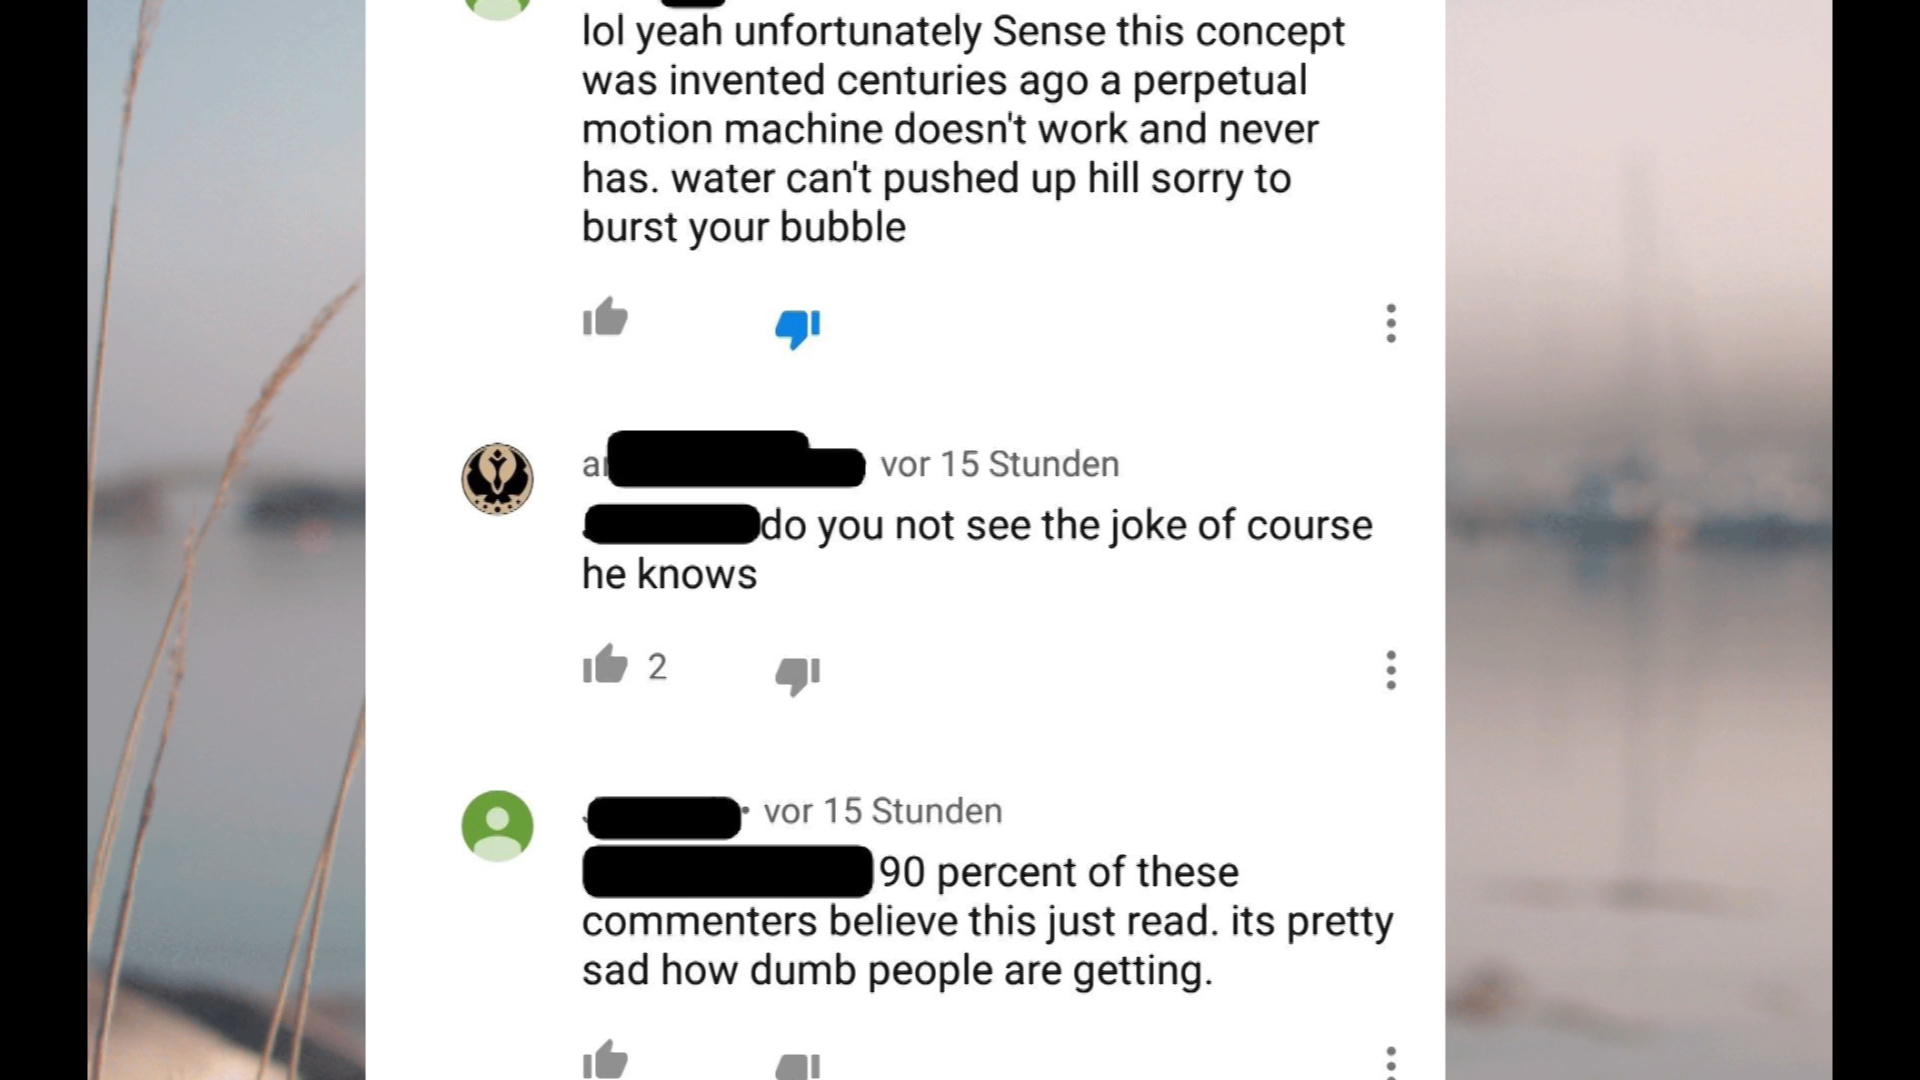 lol yeah unfortunately Sense this concept
was invented centuries ago a perpetual
motion machine doesn't work and never
has. water can't pushed up hill sorry to
burst your bubble
vor 15 Stunden
do you not see the joke of course
he knows
2
• vor 15 Stunden
90 percent of these
commenters believe this just read. its pretty
sad how dumb people are getting.